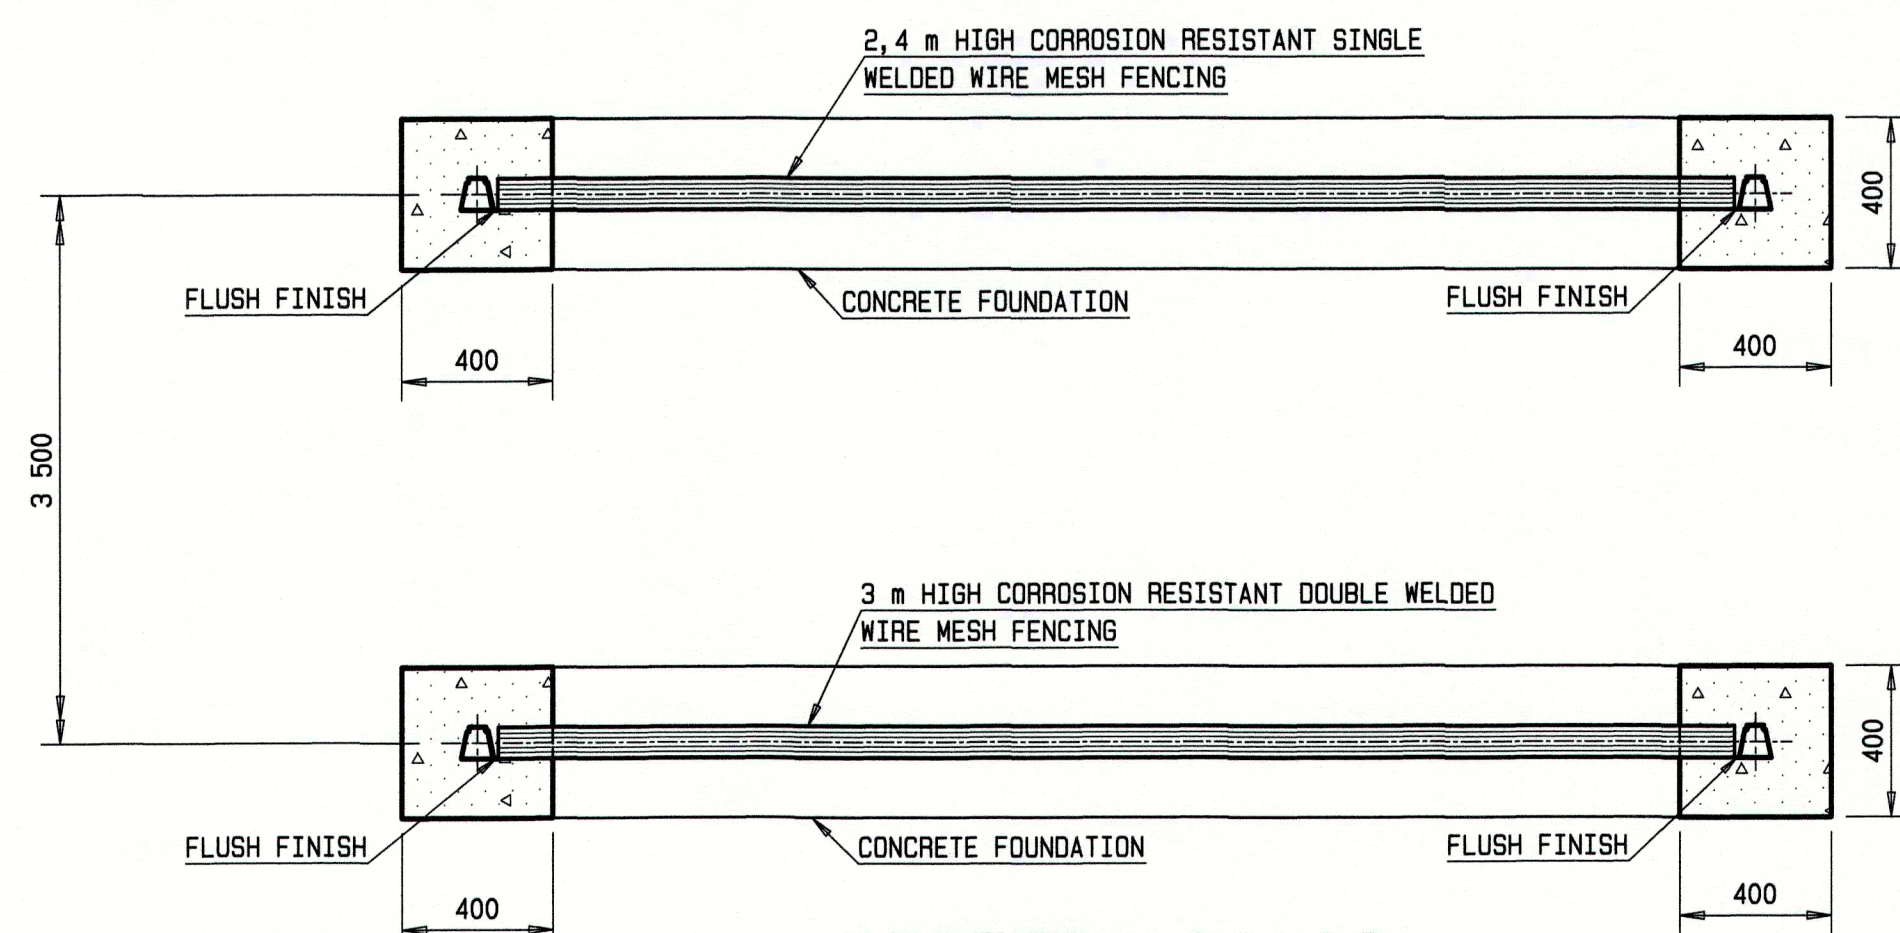 2,4 m HIGH CORROSION RESISTANT SINGLE
WELDED WIRE MESH FENCING
400
FLUSH FINISH
CONCRETE FOUNDATION
FLUSH FINISH
400
400
3 500
3 m HIGH CORROSION RESISTANT DOUBLE WELDED
WIRE MESH FENCING
400
FLUSH FINISH
CONCRETE FOUNDATION
FLUSH FINISH
400
400